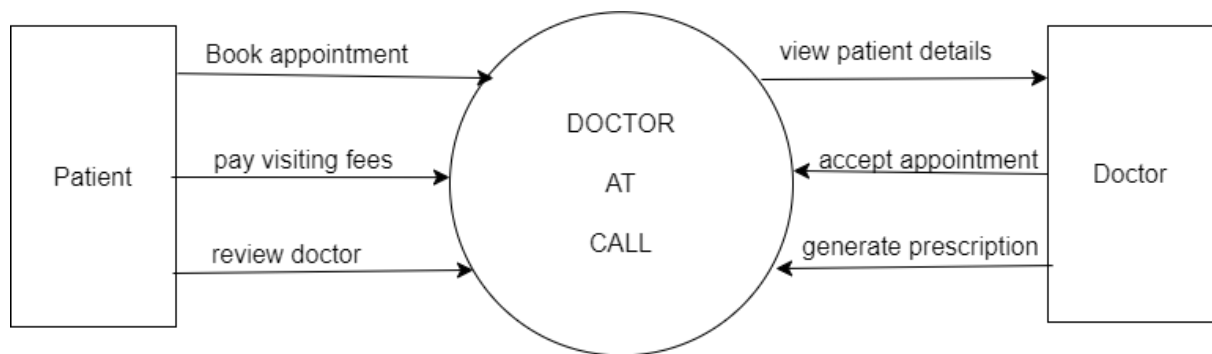 Book appointment
view patient details
DOCTOR
pay visiting fees
accept appointment
Patient
AT
Doctor
CALL
review doctor
generate prescription